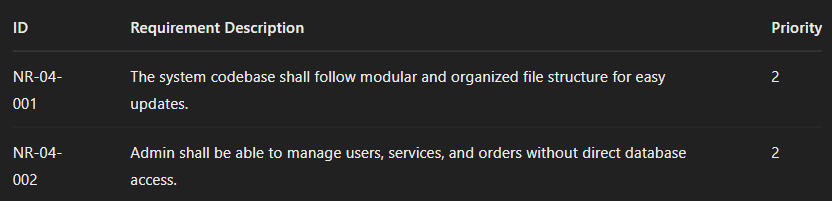 ID Requirement Description Priority
NR-04- The system codebase shall follow modular and organized file structure for easy 2
001 updates.
NR-04- Admin shall be able to manage users, services, and orders without direct database 2
002 access.